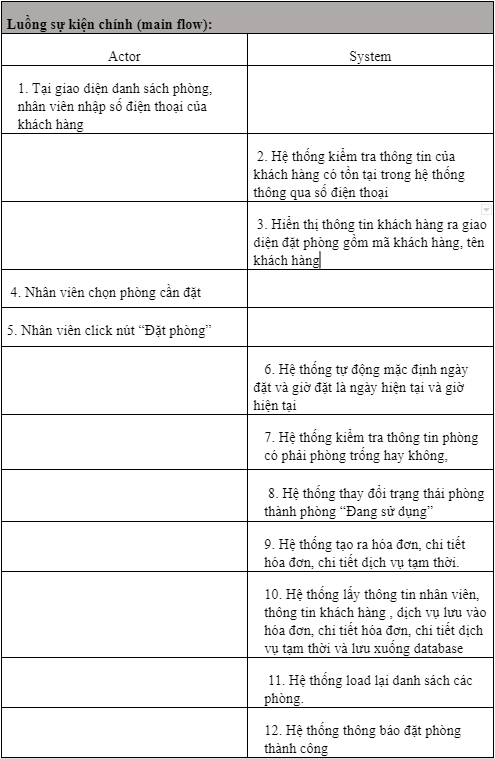 Luồng sự kiện chính (main flow):
Actor
System
1. Tại giao diện danh sách phòng,
nhân viên nhập số điện thoại của
khách hàng
2. Hệ thống kiểm tra thông tin của
khách hàng có tồn tại trong hệ thống
thông qua số điện thoại
3. Hiển thị thông tin khách hàng ra giao
diện đặt phòng gồm mã khách hàng, tên
khách hàng
4. Nhân viên chọn phòng cần đặt
5. Nhân viên click nút “Đặt phòng”
6. Hệ thống tự động mặc định ngày
đặt và giờ đặt là ngày hiện tại và giờ
hiện tại
7. Hệ thống kiểm tra thông tin phòng
có phải phòng trống hay không,
8. Hệ thống thay đổi trạng thái phòng
thành phòng “Đang sử dụng”
9. Hệ thống tạo ra hóa đơn, chi tiết
hóa đơn, chi tiết dịch vụ tạm thời.
10. Hệ thống lấy thông tin nhân viên,
thông tin khách hàng , dịch vụ lưu vào
hóa đơn, chi tiết hóa đơn, chi tiết dịch
vụ tạm thời và lưu xuống database
11. Hệ thống load lại danh sách các
phòng.
12. Hệ thống thông báo đặt phòng
thành công